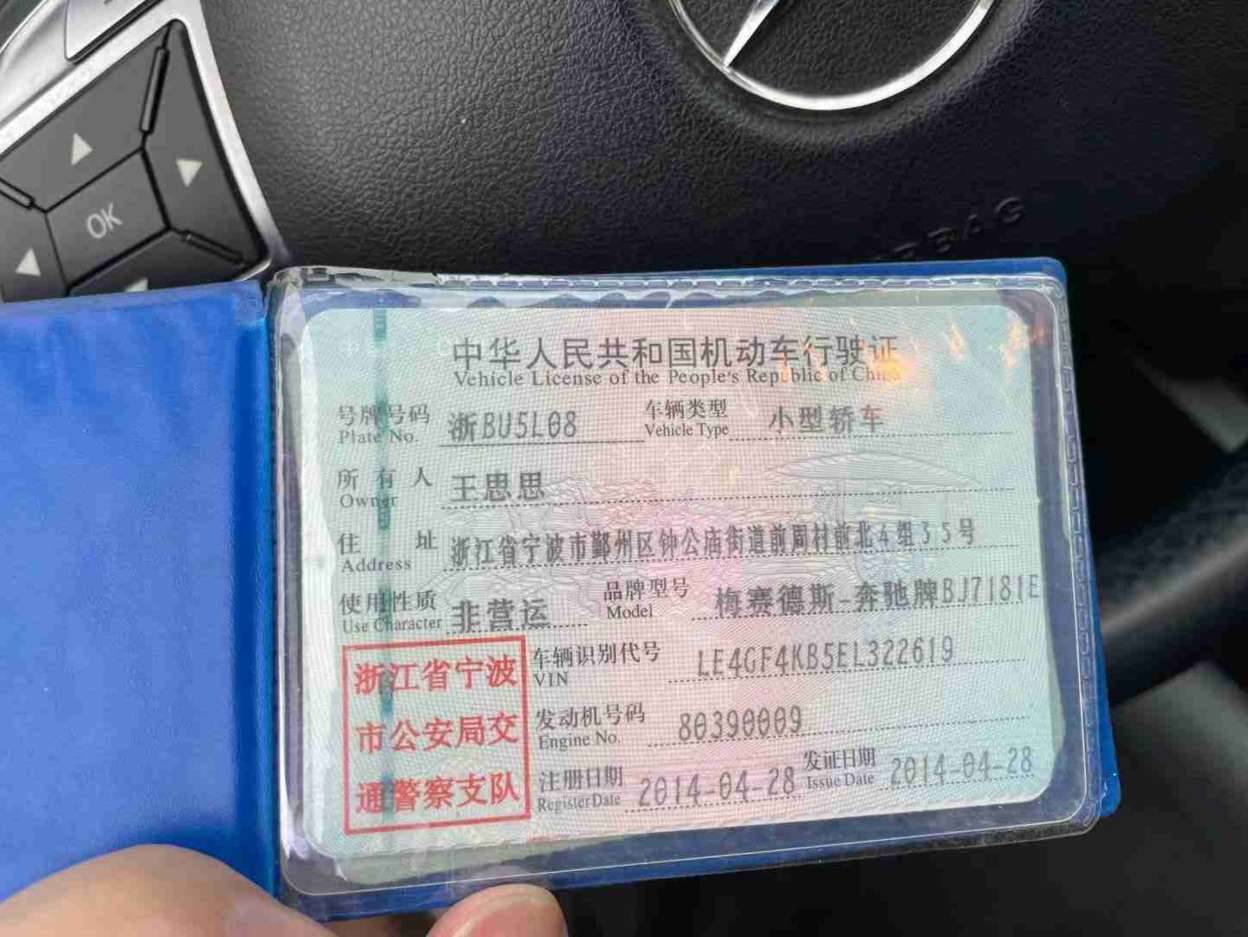 OK
AIRBAG
中华人民共和国机动车行驶证
Vehicle License of the People's Republic of China
号牌号码 浙BU5L08 车辆类型 小型轿车
Plate No. Vehicle Type
所有人 王思思
Owner
住址 浙江省宁波市鄞州区钟公庙街道前周村前北4组35号
Address
使用性质 非营运 品牌型号 梅赛德斯-奔驰牌BJ7181E
Use Character Model
浙江省宁波
市公安局交
通警察支队
车辆识别代号 LE4GF4KB5EL322619
VIN
发动机号码 80390009
Engine No.
注册日期 2014-04-28 发证日期 2014-04-28
Register Date Issue Date